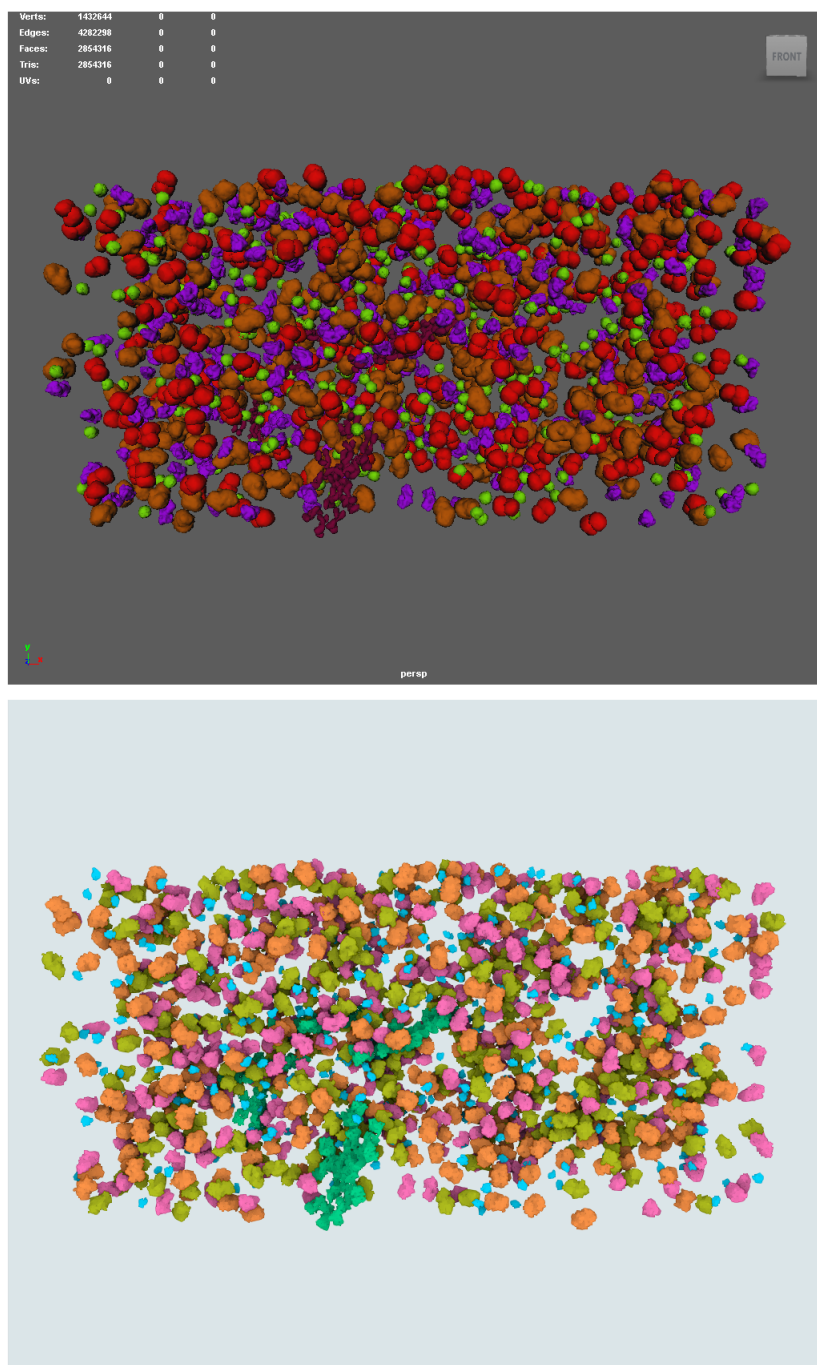 Verts: 1432644 0 0
Edges: 4282298 0 0
Faces: 2854316 0 0
Tris: 2854316 0 0
UVs: 0 0 0
FRONT
y
x
persp